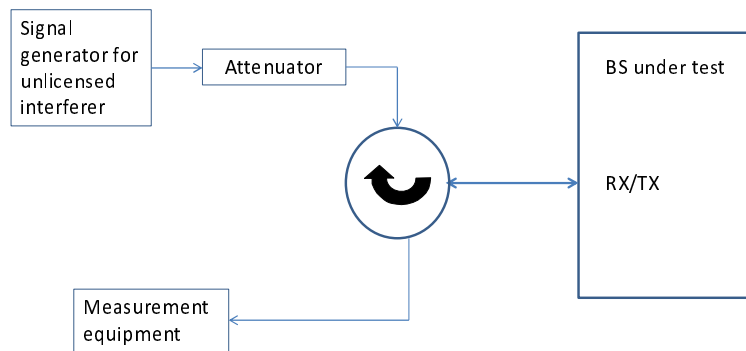 Signal
generator for
unlicensed
interferer
Attenuator
BS under test
RX/TX
Measurement
equipment